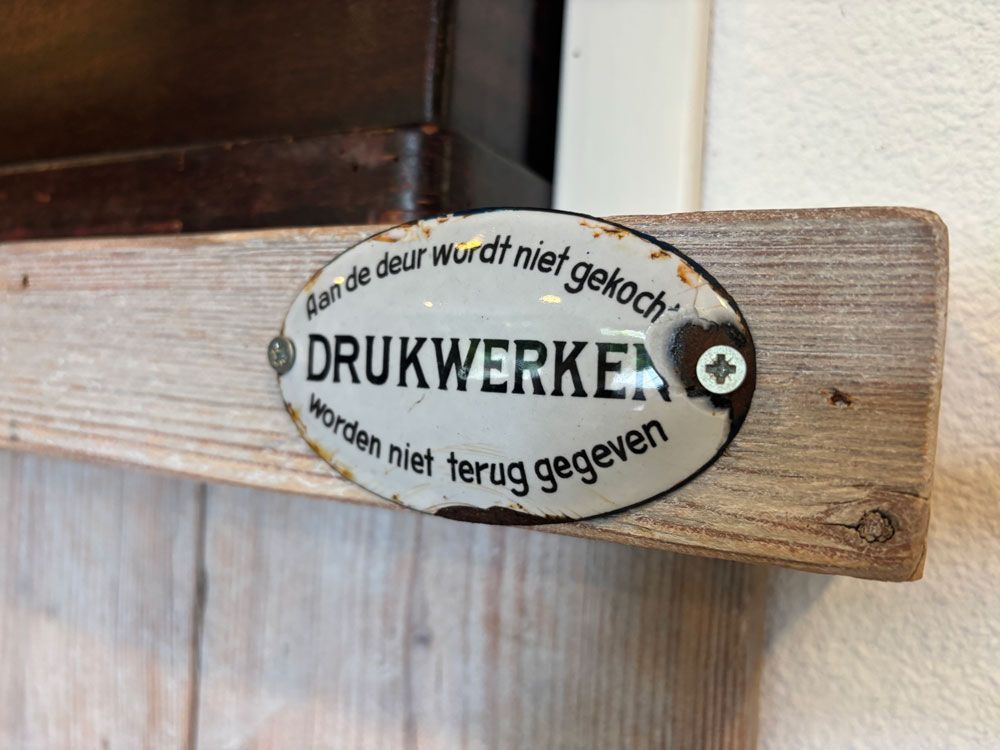 Aan de deur wordt niet gekocht
DRUKWERKEN
worden niet terug gegeven